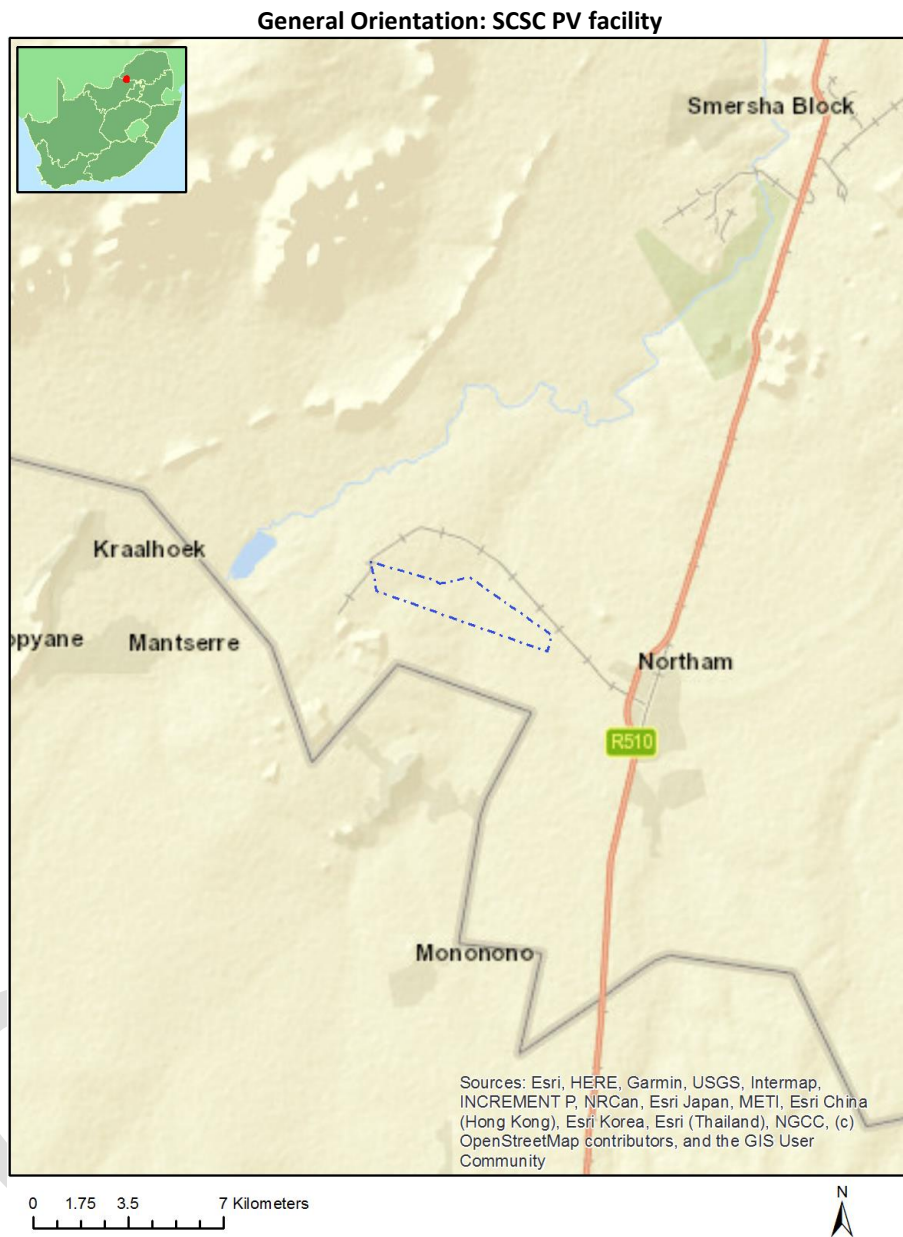 General Orientation: SCSC PV facility
Smersha Block
Kraalhoek
opyane
Mantserre
Northam
R510
Mononono
Sources: Esri, HERE, Garmin, USGS, Intermap,
INCREMENT P, NRCan, Esri Japan, METI, Esri China
(Hong Kong), Esri Korea, Esri (Thailand), NGCC, (c)
OpenStreetMap contributors, and the GIS User
Community
0 1.75 3.5 7 Kilometers
N